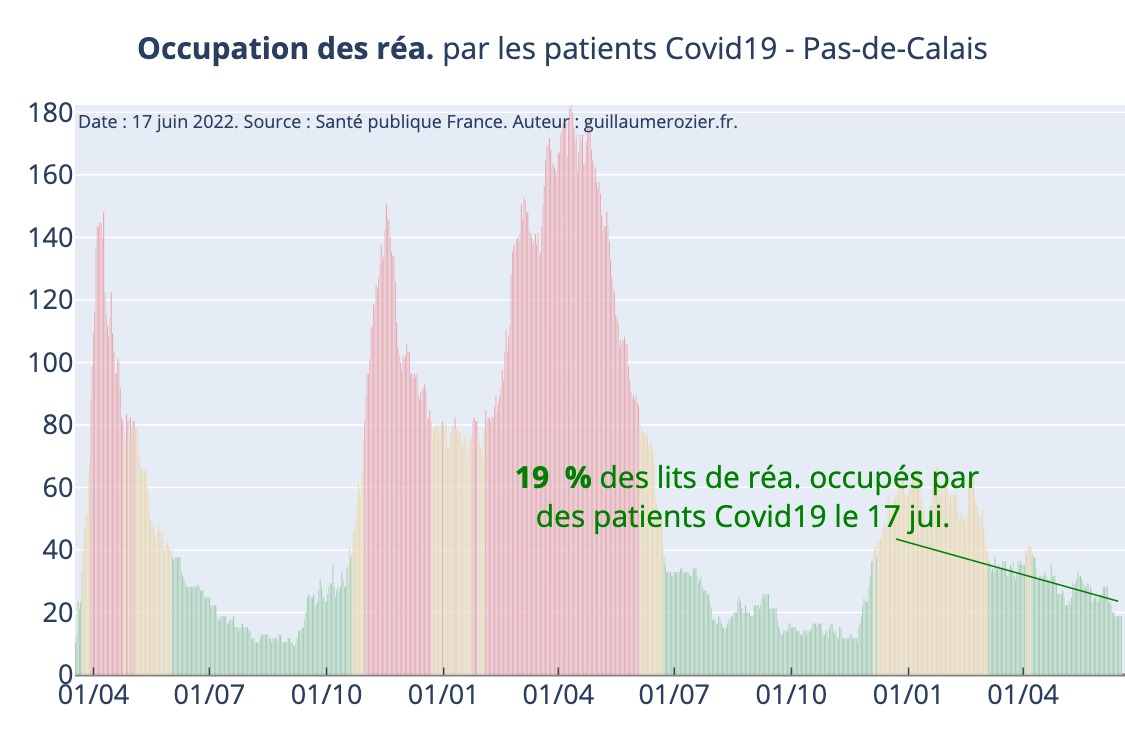 Occupation des réa. par les patients Covid19 - Pas-de-Calais
180
Date : 17 juin 2022. Source : Santé publique France. Auteur : guillaumerozier.fr.
160
140
120
100
80
60
19 % des lits de réa. occupés par
des patients Covid19 le 17 jui.
40
20
0
01/04 01/07 01/10 01/01 01/04 01/07 01/10 01/01 01/04